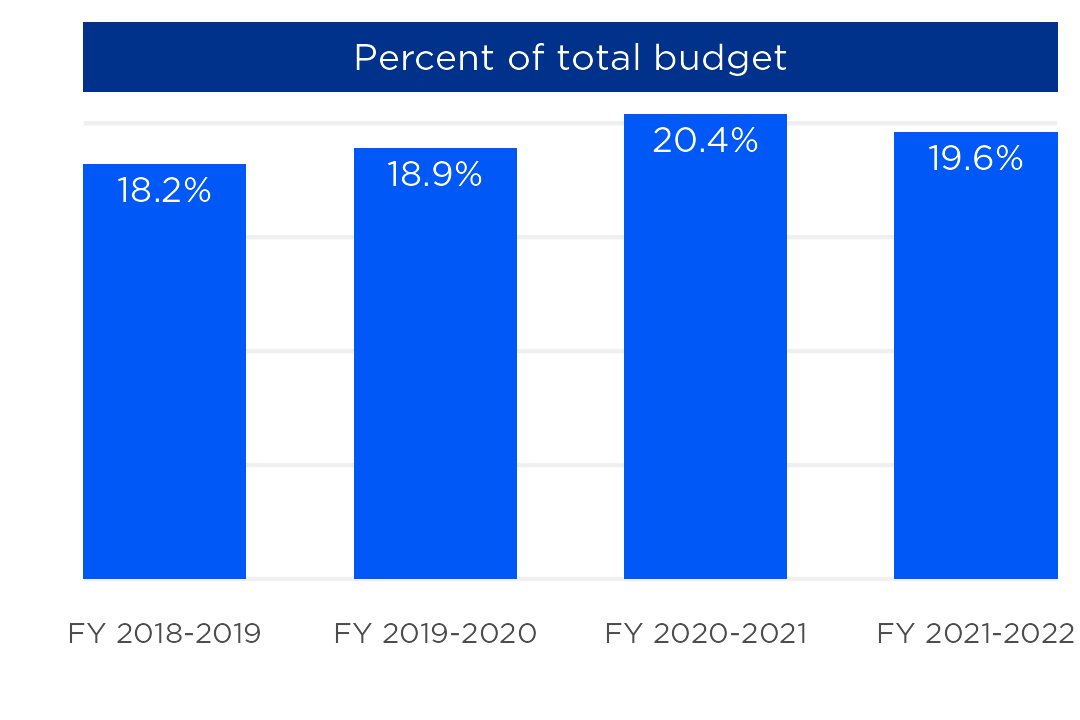 Percent of total budget
18.2%
18.9%
20.4%
19.6%
FY 2018-2019
FY 2019-2020
FY 2020-2021
FY 2021-2022